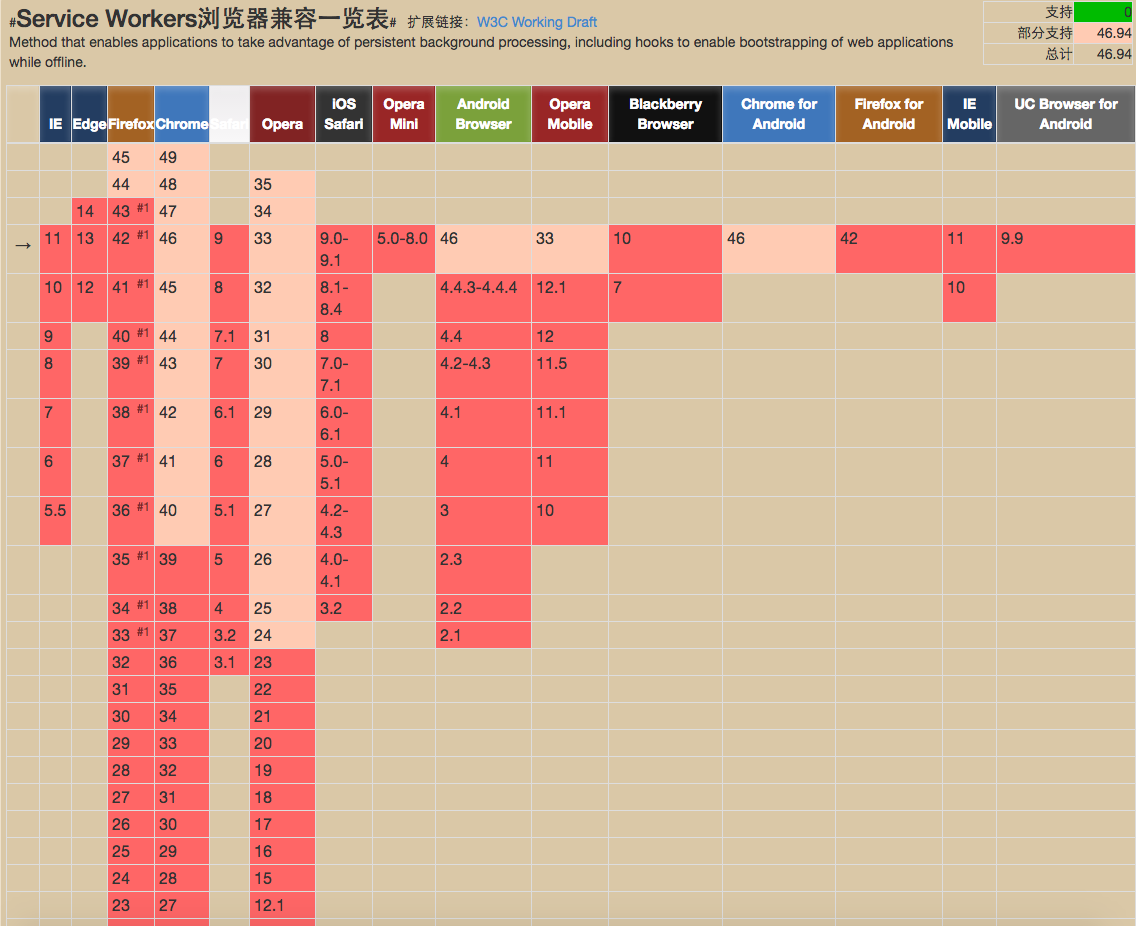 #Service Workers浏览器兼容一览表# 扩展链接：W3C Working Draft
Method that enables applications to take advantage of persistent background processing, including hooks to enable bootstrapping of web applications
while offline.
支持 0
部分支持 46.94
总计 46.94
IE Edge Firefox Chrome Safari Opera iOS Safari Opera Mini Android Browser Opera Mobile Blackberry Browser Chrome for Android Firefox for Android IE Mobile UC Browser for Android
45 49
44 48 35
14 43 #1 47 34
→ 11 13 42 #1 46 9 33 9.0-9.1 5.0-8.0 46 33 10 46 42 11 9.9
10 12 41 #1 45 8 32 8.1-8.4 4.4.3-4.4.4 12.1 7 10
9 40 #1 44 7.1 31 8 4.4 12
8 39 #1 43 7 30 7.0-7.1 4.2-4.3 11.5
7 38 #1 42 6.1 29 6.0-6.1 4.1 11.1
6 37 #1 41 6 28 5.0-5.1 4 11
5.5 36 #1 40 5.1 27 4.2-4.3 3 10
35 #1 39 5 26 4.0-4.1 2.3
34 #1 38 4 25 3.2 2.2
33 #1 37 3.2 24 2.1
32 36 3.1 23
31 35 22
30 34 21
29 33 20
28 32 19
27 31 18
26 30 17
25 29 16
24 28 15
23 27 12.1